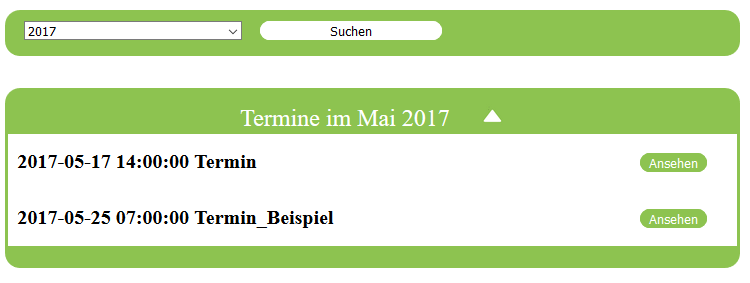 2017 Suchen
Termine im Mai 2017
2017-05-17 14:00:00 Termin Ansehen
2017-05-25 07:00:00 Termin_Beispiel Ansehen